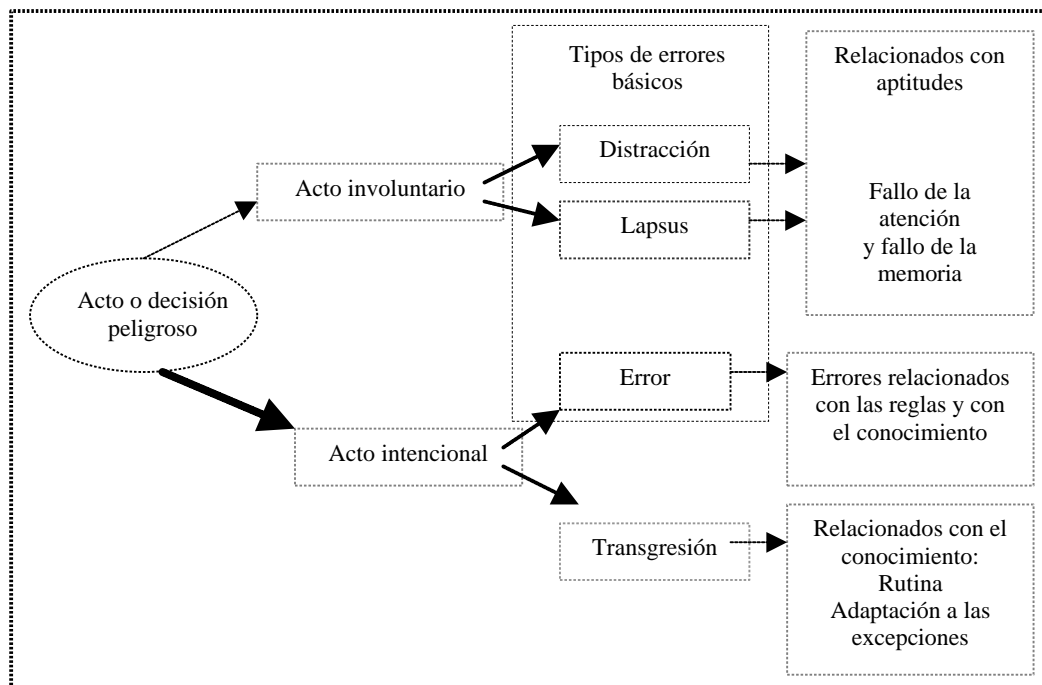 Tipos de errores
básicos
Relacionados con
aptitudes
Distracción
Acto involuntario
Fallo de la
atención
y fallo de la
memoria
Lapsus
Acto o decisión
peligroso
Error
Errores relacionados
con las reglas y con
el conocimiento
Acto intencional
Transgresión
Relacionados con el
conocimiento:
Rutina
Adaptación a las
excepciones